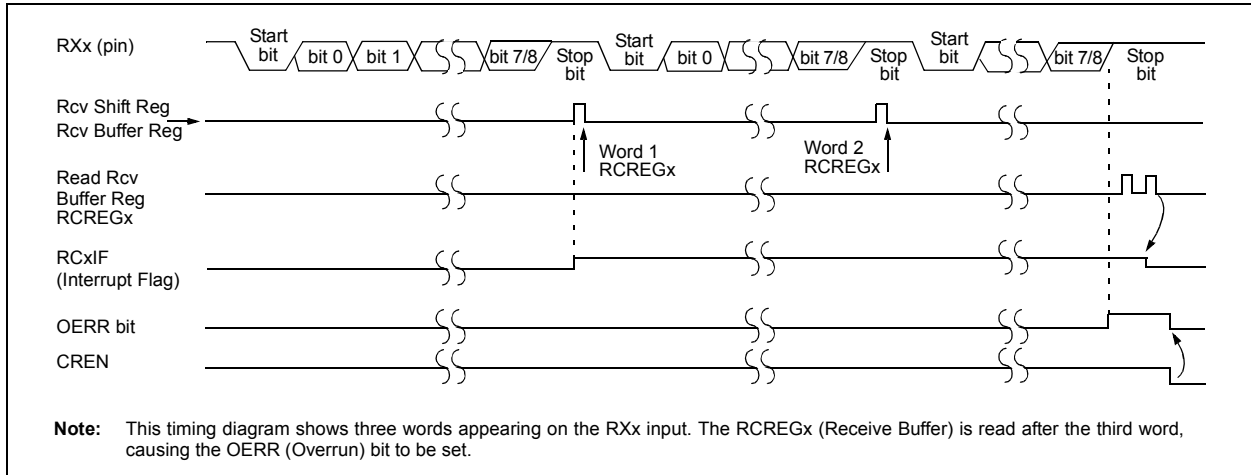 RXx (pin)
Start bit
bit 0
bit 1
bit 7/8
Stop bit
Start bit
bit 0
bit 7/8
Stop bit
Start bit
bit 7/8
Stop bit
Rcv Shift Reg
Rcv Buffer Reg
Word 1
RCREGx
Word 2
RCREGx
Read Rcv
Buffer Reg
RCREGx
RCxIF
(Interrupt Flag)
OERR bit
CREN
Note: This timing diagram shows three words appearing on the RXx input. The RCREGx (Receive Buffer) is read after the third word,
causing the OERR (Overrun) bit to be set.